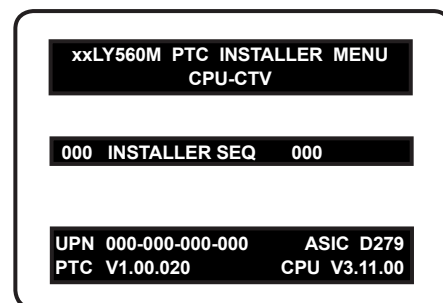 xxLY560M PTC INSTALLER MENU
CPU-CTV
000 INSTALLER SEQ 000
UPN 000-000-000-000 ASIC D279
PTC V1.00.020 CPU V3.11.00